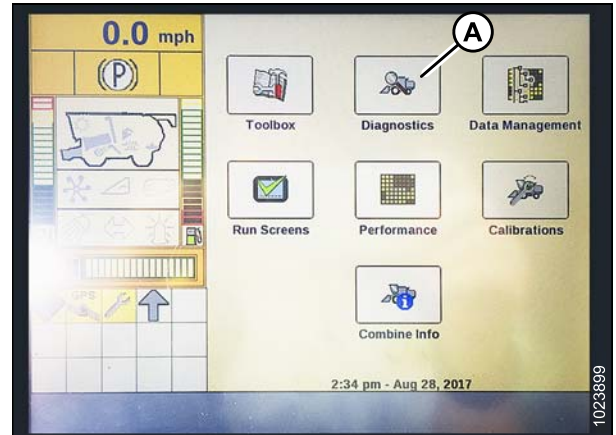 0.0 mph
A
(P)
Toolbox
Diagnostics
Data Management
Run Screens
Performance
Calibrations
GPS
Combine Info
2:34 pm - Aug 28, 2017
1023899